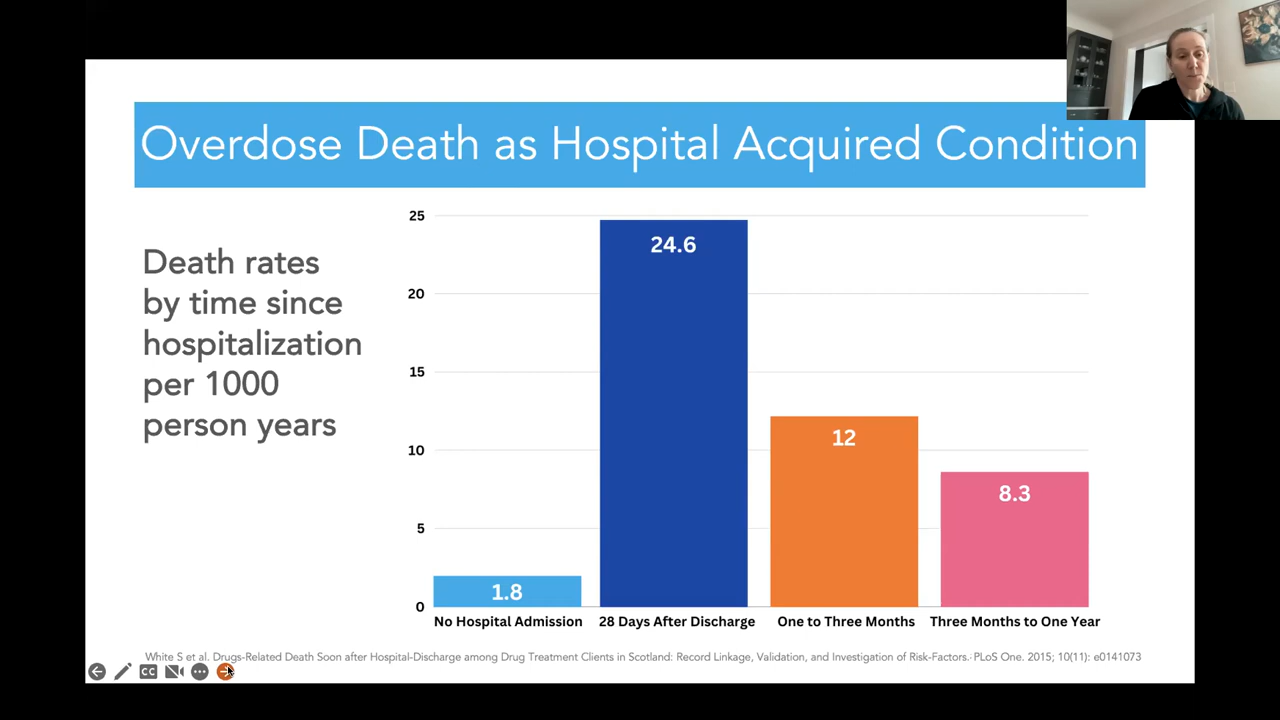 Overdose Death as Hospital Acquired Condition
Death rates
by time since
hospitalization
per 1000
person years
25
20
15
10
5
0
1.8
24.6
12
8.3
No Hospital Admission
28 Days After Discharge
One to Three Months
Three Months to One Year
White S et al. Drugs-Related Death Soon after Hospital-Discharge among Drug Treatment Clients in Scotland: Record Linkage, Validation, and Investigation of Risk-Factors. PLoS One. 2015; 10(11): e0141073
CC